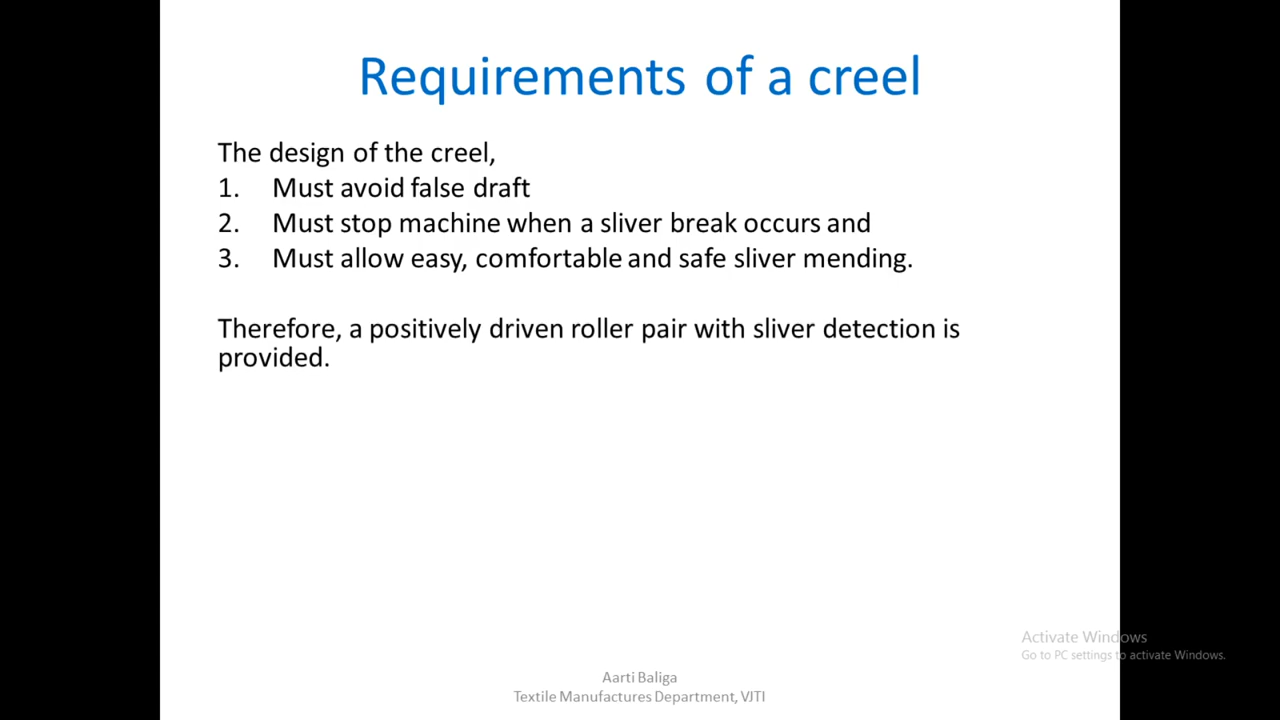 Requirements of a creel
The design of the creel,
1. Must avoid false draft
2. Must stop machine when a sliver break occurs and
3. Must allow easy, comfortable and safe sliver mending.
Therefore, a positively driven roller pair with sliver detection is
provided.
Activate Windows
Go to PC settings to activate Windows.
Aarti Baliga
Textile Manufactures Department, VJTI